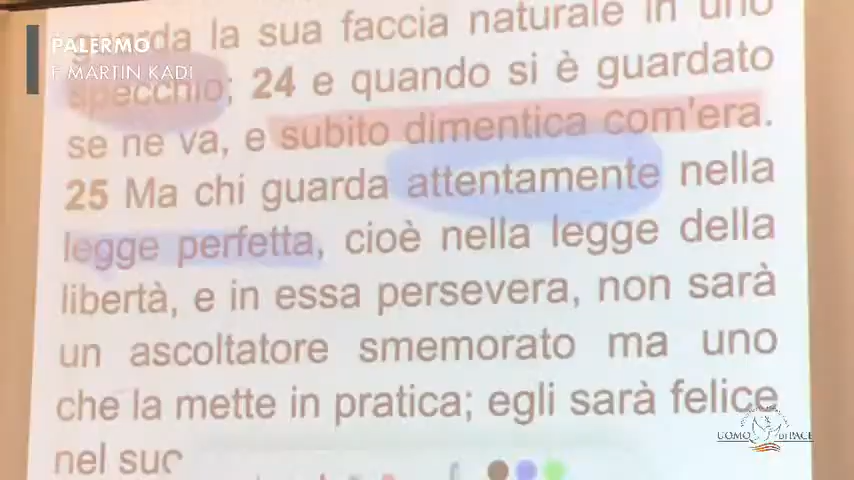 PALERMO
F. MARTIN KADI
guarda la sua faccia naturale in uno
specchio; 24 e quando si è guardato
se ne va, e subito dimentica com'era.
25 Ma chi guarda attentamente nella
legge perfetta, cioè nella legge della
libertà, e in essa persevera, non sarà
un ascoltatore smemorato ma uno
che la mette in pratica; egli sarà felice
nel suo
UOMO DI PACE